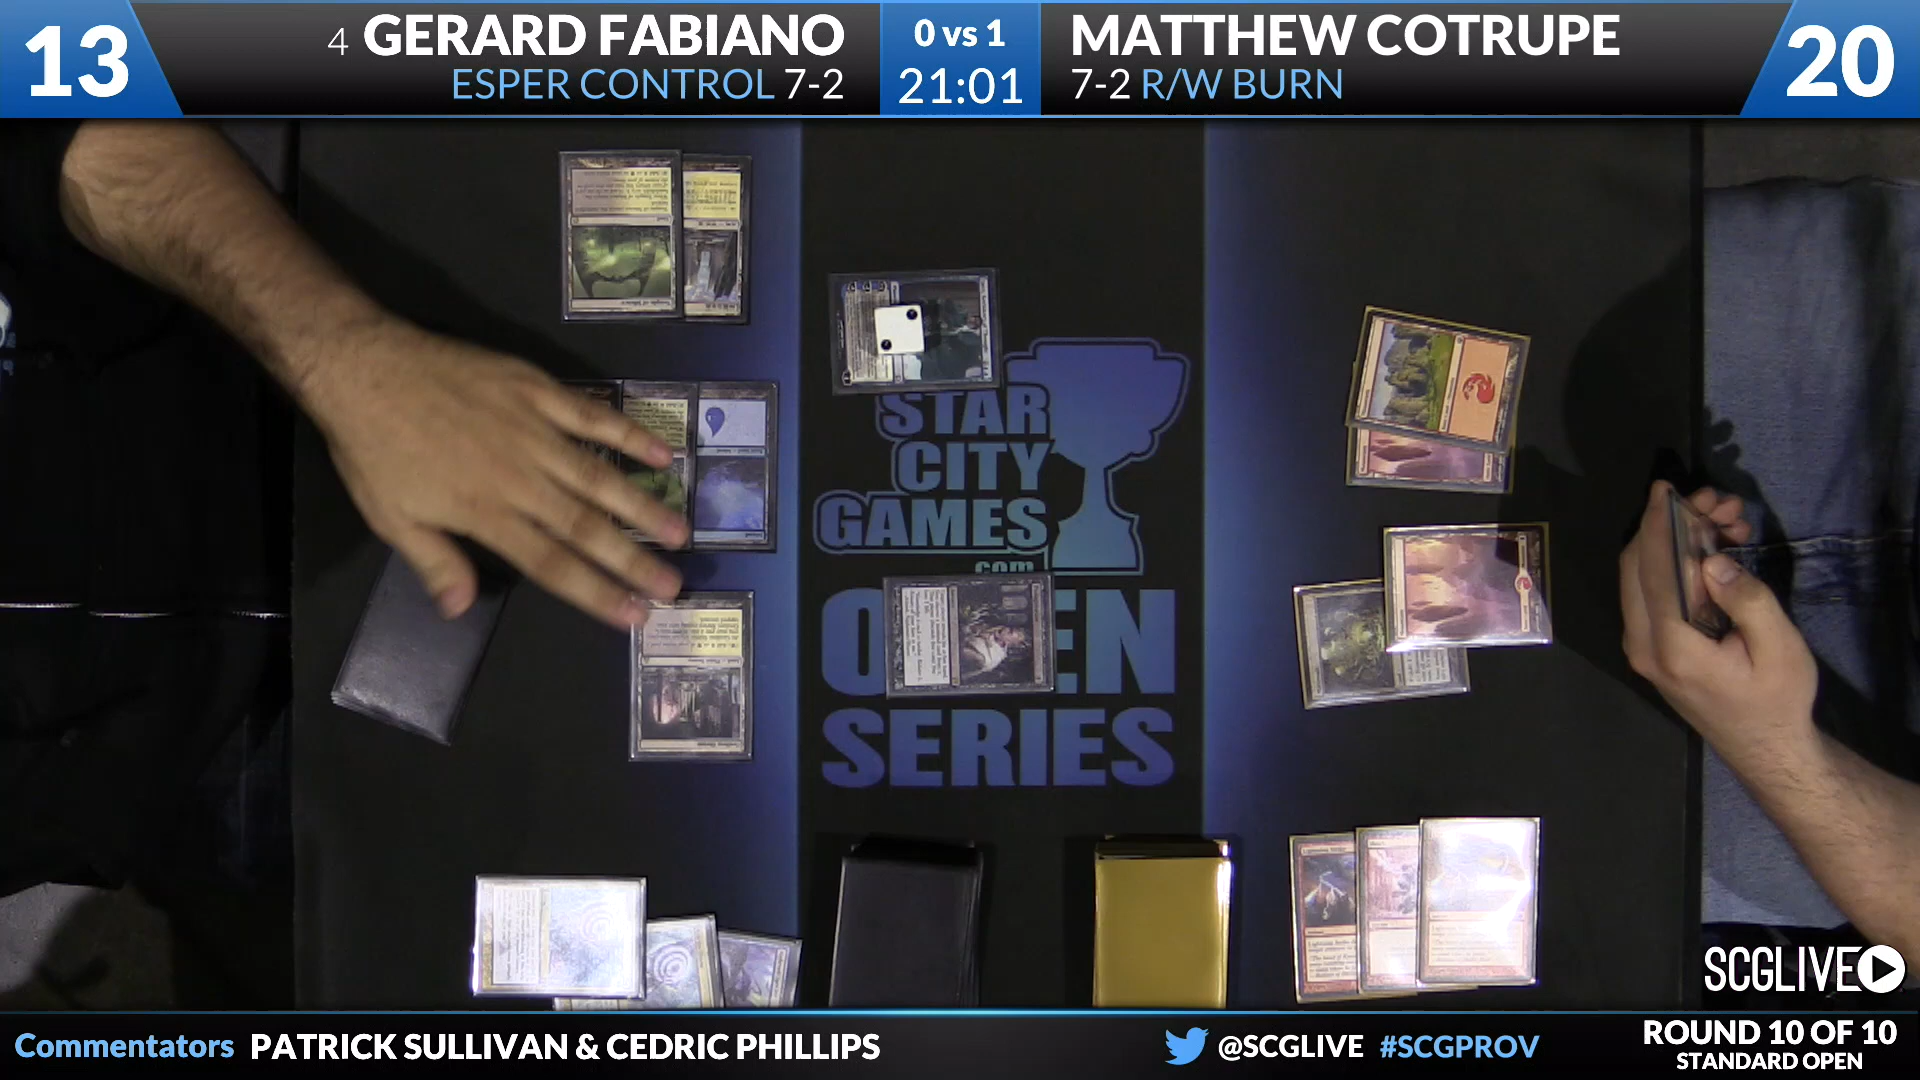 13
4 GERARD FABIANO
ESPER CONTROL 7-2
0 vs 1
21:01
MATTHEW COTRUPE
7-2 R/W BURN
20
STAR
CITY
GAMES
.com
OPEN
SERIES
SCGLIVE
Commentators PATRICK SULLIVAN & CEDRIC PHILLIPS
@SCGLIVE #SCGPROV
ROUND 10 OF 10
STANDARD OPEN